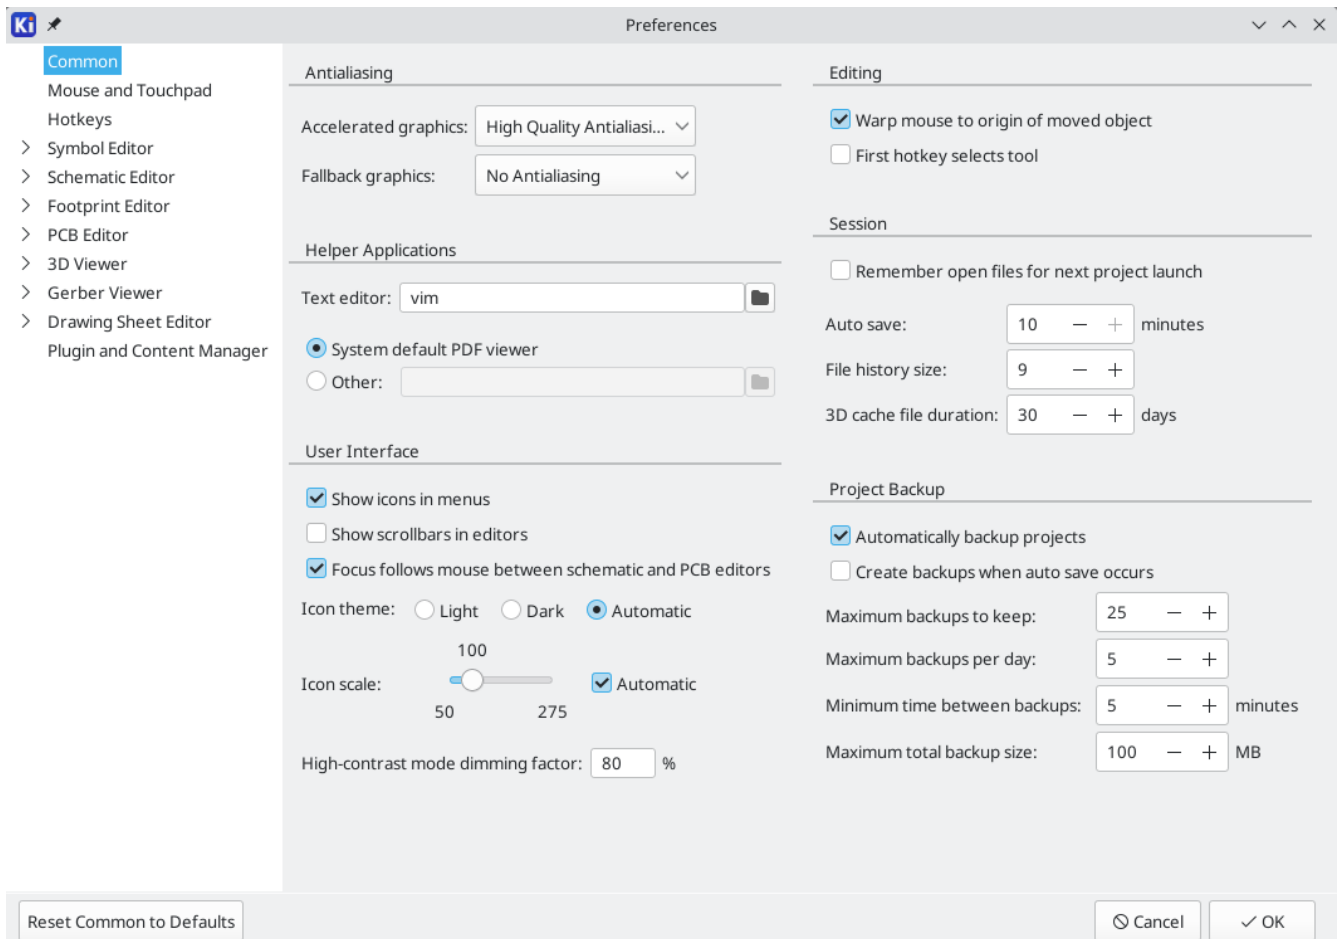 Ki
Preferences
Common
Mouse and Touchpad
Hotkeys
Symbol Editor
Schematic Editor
Footprint Editor
PCB Editor
3D Viewer
Gerber Viewer
Drawing Sheet Editor
Plugin and Content Manager
Antialiasing
Accelerated graphics: High Quality Antialiasi...
Fallback graphics: No Antialiasing
Helper Applications
Text editor: vim
System default PDF viewer
Other:
User Interface
Show icons in menus
Show scrollbars in editors
Focus follows mouse between schematic and PCB editors
Icon theme: Light Dark Automatic
100
Icon scale: Automatic
50 275
High-contrast mode dimming factor: 80 %
Editing
Warp mouse to origin of moved object
First hotkey selects tool
Session
Remember open files for next project launch
Auto save: 10 minutes
File history size: 9
3D cache file duration: 30 days
Project Backup
Automatically backup projects
Create backups when auto save occurs
Maximum backups to keep: 25
Maximum backups per day: 5
Minimum time between backups: 5 minutes
Maximum total backup size: 100 MB
Reset Common to Defaults
Cancel
OK